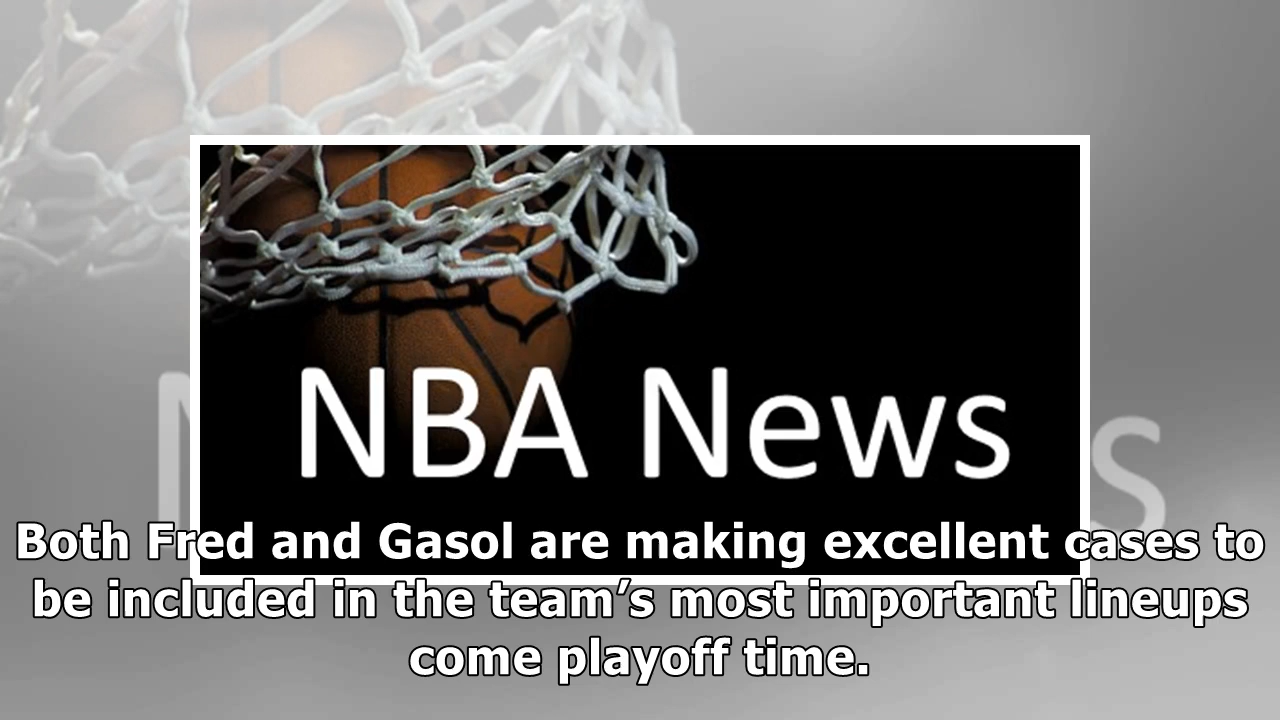 NBA News
Both Fred and Gasol are making excellent cases to
be included in the team’s most important lineups
come playoff time.